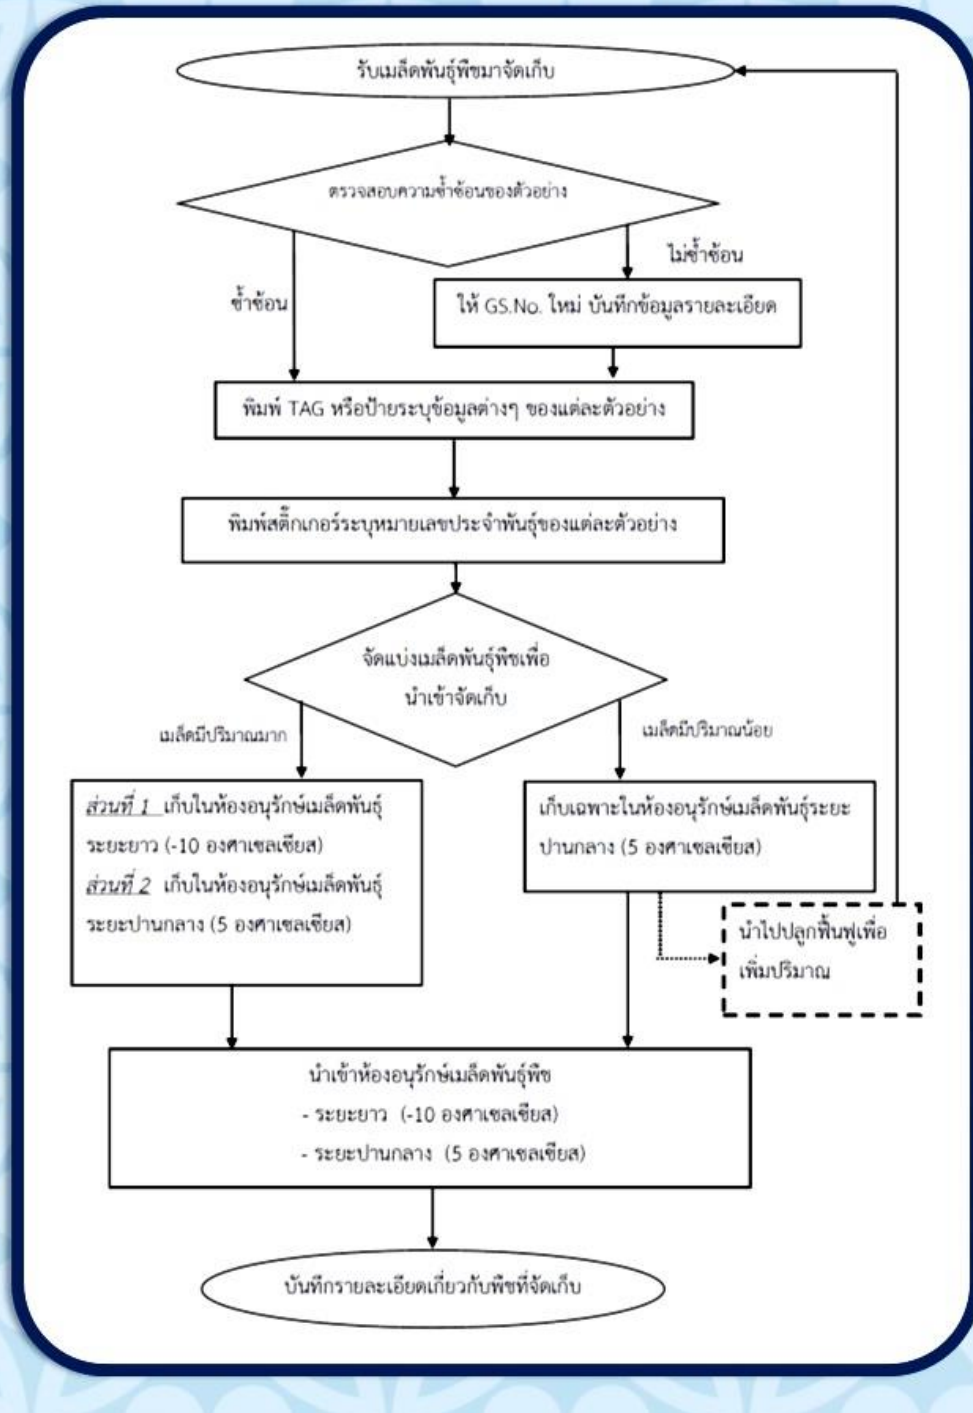 รับเมล็ดพันธุ์พืชมาจัดเก็บ
ตรวจสอบความซ้ำซ้อนของตัวอย่าง
ไม่ซ้ำซ้อน
ซ้ำซ้อน
ให้ GS.No. ใหม่ บันทึกข้อมูลรายละเอียด
พิมพ์ TAG หรือป้ายระบุข้อมูลต่างๆ ของแต่ละตัวอย่าง
พิมพ์สติ๊กเกอร์ระบุหมายเลขประจำพันธุ์ของแต่ละตัวอย่าง
จัดแบ่งเมล็ดพันธุ์พืชเพื่อ
นำเข้าจัดเก็บ
เมล็ดมีปริมาณมาก
เมล็ดมีปริมาณน้อย
ส่วนที่ 1 เก็บในห้องอนุรักษ์เมล็ดพันธุ์
ระยะยาว (-10 องศาเซลเซียส)
ส่วนที่ 2 เก็บในห้องอนุรักษ์เมล็ดพันธุ์
ระยะปานกลาง (5 องศาเซลเซียส)
เก็บเฉพาะในห้องอนุรักษ์เมล็ดพันธุ์ระยะ
ปานกลาง (5 องศาเซลเซียส)
นำไปปลูกฟื้นฟูเพื่อ
เพิ่มปริมาณ
นำเข้าห้องอนุรักษ์เมล็ดพันธุ์พืช
- ระยะยาว (-10 องศาเซลเซียส)
- ระยะปานกลาง (5 องศาเซลเซียส)
บันทึกรายละเอียดเกี่ยวกับพืชที่จัดเก็บ